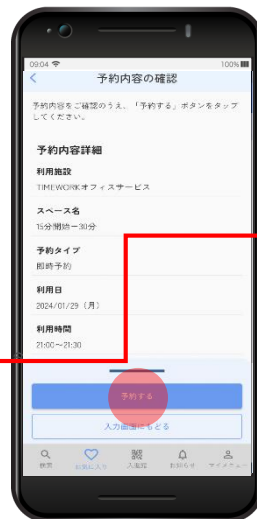 09:04
100%
予約内容の確認
予約内容をご確認のうえ、「予約する」ボタンをタップ
してください。
予約内容詳細
利用施設
TIMEWORKオフィスサービス
スペース名
15分開始ー30分
予約タイプ
即時予約
利用日
2024/01/29（月）
利用時間
21:00～21:30
予約する
入力画面にもどる
検索
お気に入り
入退館
お知らせ
マイメニュー